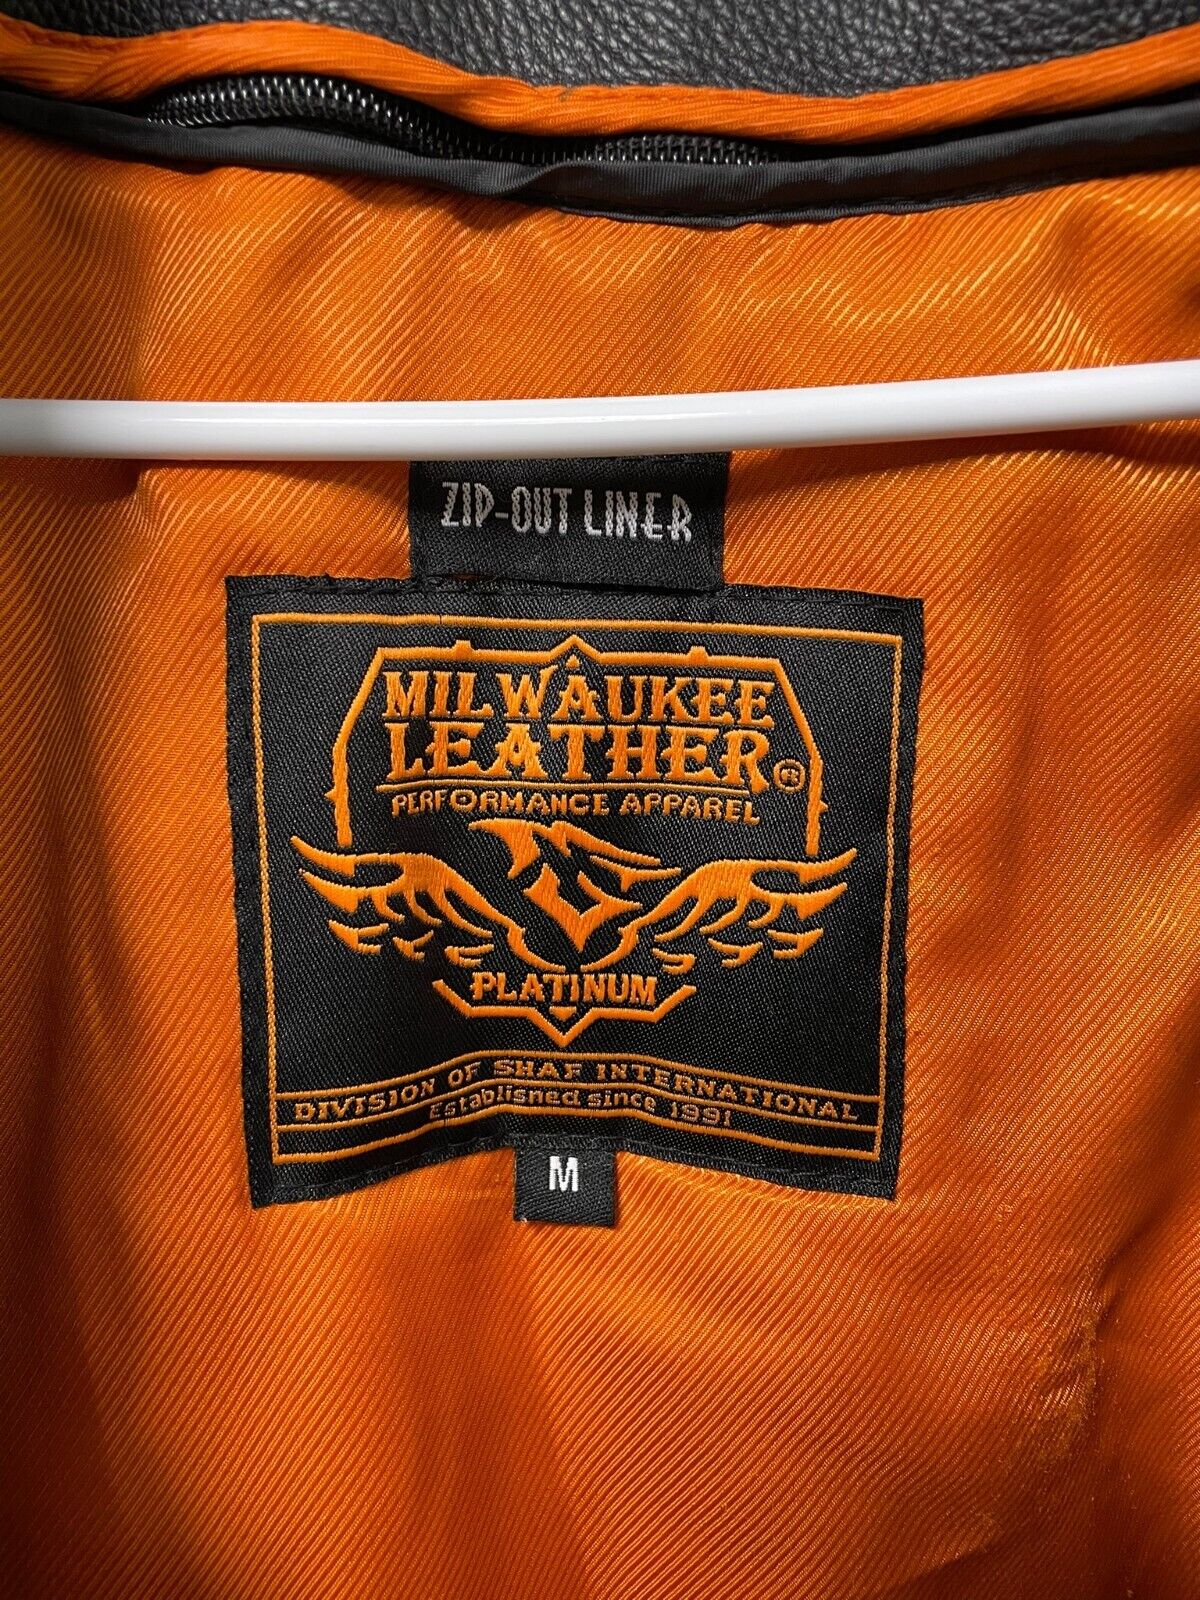 ZIP-OUT LINER
MILWAUKEE
LEATHER®
PERFORMANCE APPAREL
PLATINUM
DIVISION OF SHAF INTERNATIONAL
Established since 1991
M